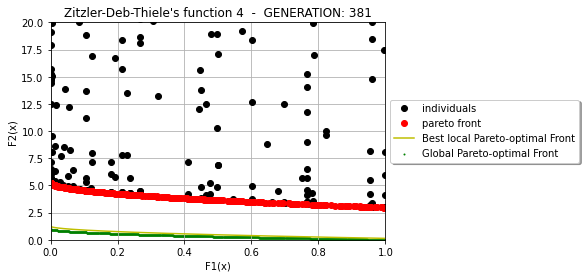 Zitzler-Deb-Thiele's function 4 - GENERATION: 381
20.0
17.5
15.0
12.5
10.0
7.5
5.0
2.5
0.0
F2(x)
0.0 0.2 0.4 0.6 0.8 1.0
F1(x)
individuals
pareto front
Best local Pareto-optimal Front
Global Pareto-optimal Front